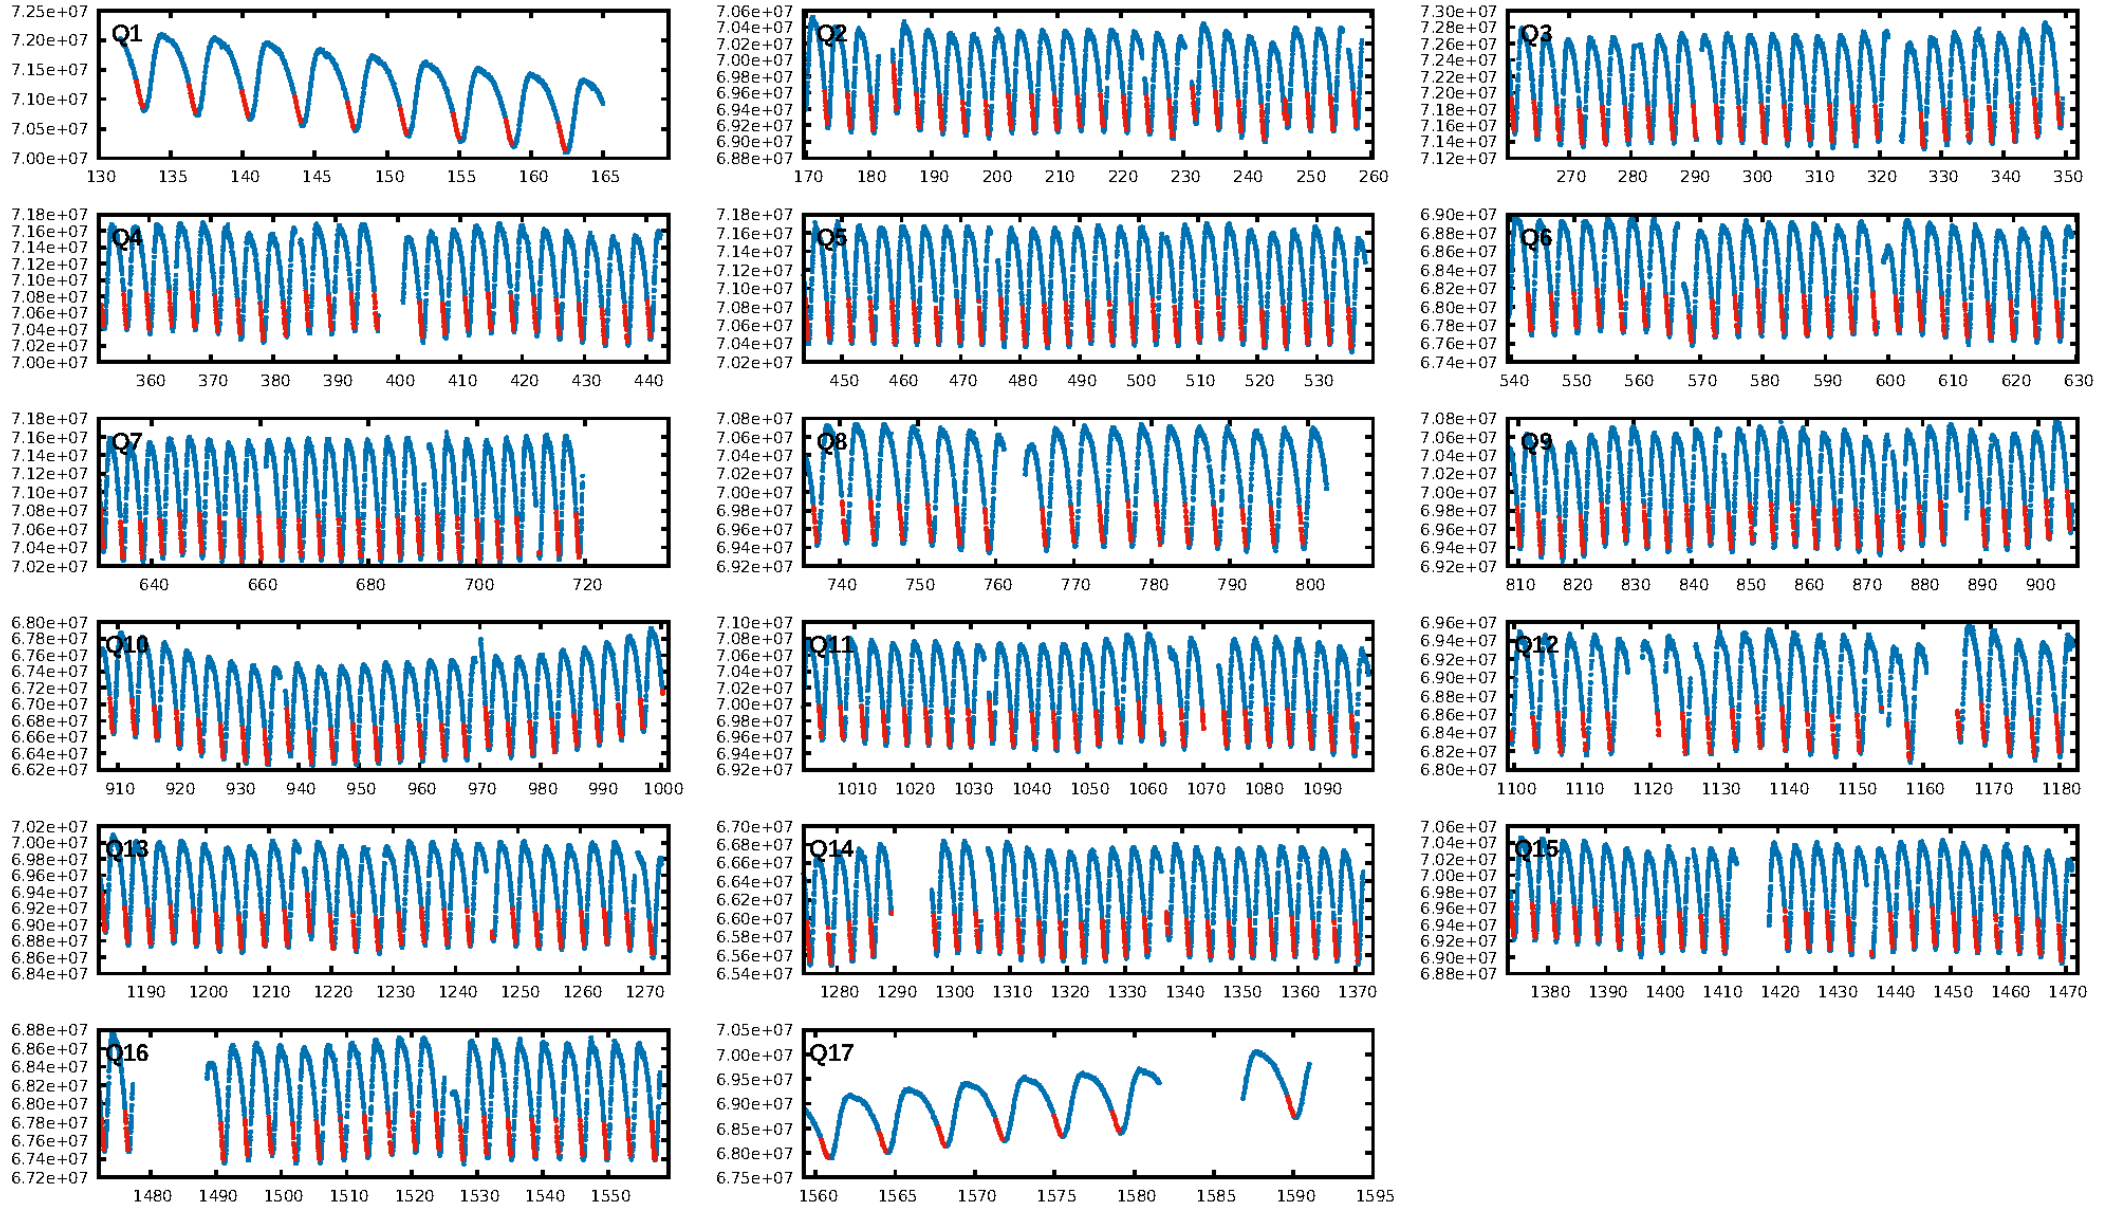 7.25e+07
7.20e+07
7.15e+07
7.10e+07
7.05e+07
7.00e+07
Q1
130 135 140 145 150 155 160 165
7.06e+07
7.04e+07
7.02e+07
7.00e+07
6.98e+07
6.96e+07
6.94e+07
6.92e+07
6.90e+07
6.88e+07
Q2
170 180 190 200 210 220 230 240 250 260
7.30e+07
7.28e+07
7.26e+07
7.24e+07
7.22e+07
7.20e+07
7.18e+07
7.16e+07
7.14e+07
7.12e+07
Q3
270 280 290 300 310 320 330 340 350
7.18e+07
7.16e+07
7.14e+07
7.12e+07
7.10e+07
7.08e+07
7.06e+07
7.04e+07
7.02e+07
7.00e+07
Q4
360 370 380 390 400 410 420 430 440
7.18e+07
7.16e+07
7.14e+07
7.12e+07
7.10e+07
7.08e+07
7.06e+07
7.04e+07
7.02e+07
Q5
450 460 470 480 490 500 510 520 530
6.90e+07
6.88e+07
6.86e+07
6.84e+07
6.82e+07
6.80e+07
6.78e+07
6.76e+07
6.74e+07
Q6
540 550 560 570 580 590 600 610 620 630
7.18e+07
7.16e+07
7.14e+07
7.12e+07
7.10e+07
7.08e+07
7.06e+07
7.04e+07
7.02e+07
Q7
640 660 680 700 720
7.08e+07
7.06e+07
7.04e+07
7.02e+07
7.00e+07
6.98e+07
6.96e+07
6.94e+07
6.92e+07
Q8
740 750 760 770 780 790 800
7.08e+07
7.06e+07
7.04e+07
7.02e+07
7.00e+07
6.98e+07
6.96e+07
6.94e+07
6.92e+07
Q9
810 820 830 840 850 860 870 880 890 900
6.80e+07
6.78e+07
6.76e+07
6.74e+07
6.72e+07
6.70e+07
6.68e+07
6.66e+07
6.64e+07
6.62e+07
Q10
910 920 930 940 950 960 970 980 990 1000
7.10e+07
7.08e+07
7.06e+07
7.04e+07
7.02e+07
7.00e+07
6.98e+07
6.96e+07
6.94e+07
6.92e+07
Q11
1010 1020 1030 1040 1050 1060 1070 1080 1090
6.96e+07
6.94e+07
6.92e+07
6.90e+07
6.88e+07
6.86e+07
6.84e+07
6.82e+07
6.80e+07
Q12
1100 1110 1120 1130 1140 1150 1160 1170 1180
7.02e+07
7.00e+07
6.98e+07
6.96e+07
6.94e+07
6.92e+07
6.90e+07
6.88e+07
6.86e+07
6.84e+07
Q13
1190 1200 1210 1220 1230 1240 1250 1260 1270
6.70e+07
6.68e+07
6.66e+07
6.64e+07
6.62e+07
6.60e+07
6.58e+07
6.56e+07
6.54e+07
Q14
1280 1290 1300 1310 1320 1330 1340 1350 1360 1370
7.06e+07
7.04e+07
7.02e+07
7.00e+07
6.98e+07
6.96e+07
6.94e+07
6.92e+07
6.90e+07
6.88e+07
Q15
1380 1390 1400 1410 1420 1430 1440 1450 1460 1470
6.88e+07
6.86e+07
6.84e+07
6.82e+07
6.80e+07
6.78e+07
6.76e+07
6.74e+07
6.72e+07
Q16
1480 1490 1500 1510 1520 1530 1540 1550
7.05e+07
7.00e+07
6.95e+07
6.90e+07
6.85e+07
6.80e+07
6.75e+07
Q17
1560 1565 1570 1575 1580 1585 1590 1595